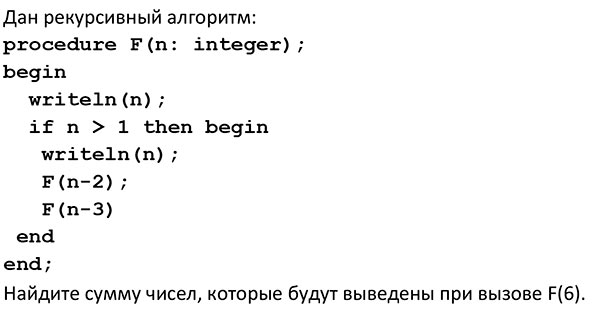 Дан рекурсивный алгоритм:
procedure F(n: integer);
begin
writeln(n);
if n > 1 then begin
writeln(n);
F(n-2);
F(n-3)
end
end;
Найдите сумму чисел, которые будут выведены при вызове F(6).